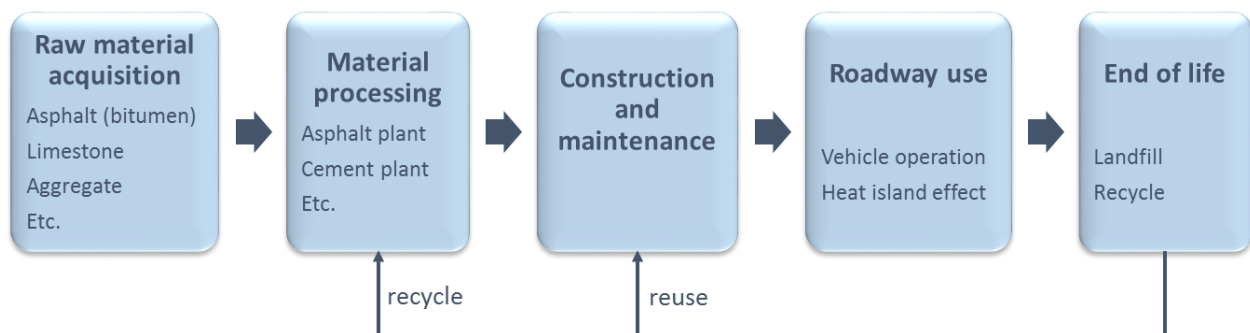 Raw material
acquisition
Asphalt (bitumen)
Limestone
Aggregate
Etc.
Material
processing
Asphalt plant
Cement plant
Etc.
Construction
and
maintenance
Roadway use
Vehicle operation
Heat island effect
End of life
Landfill
Recycle
recycle
reuse